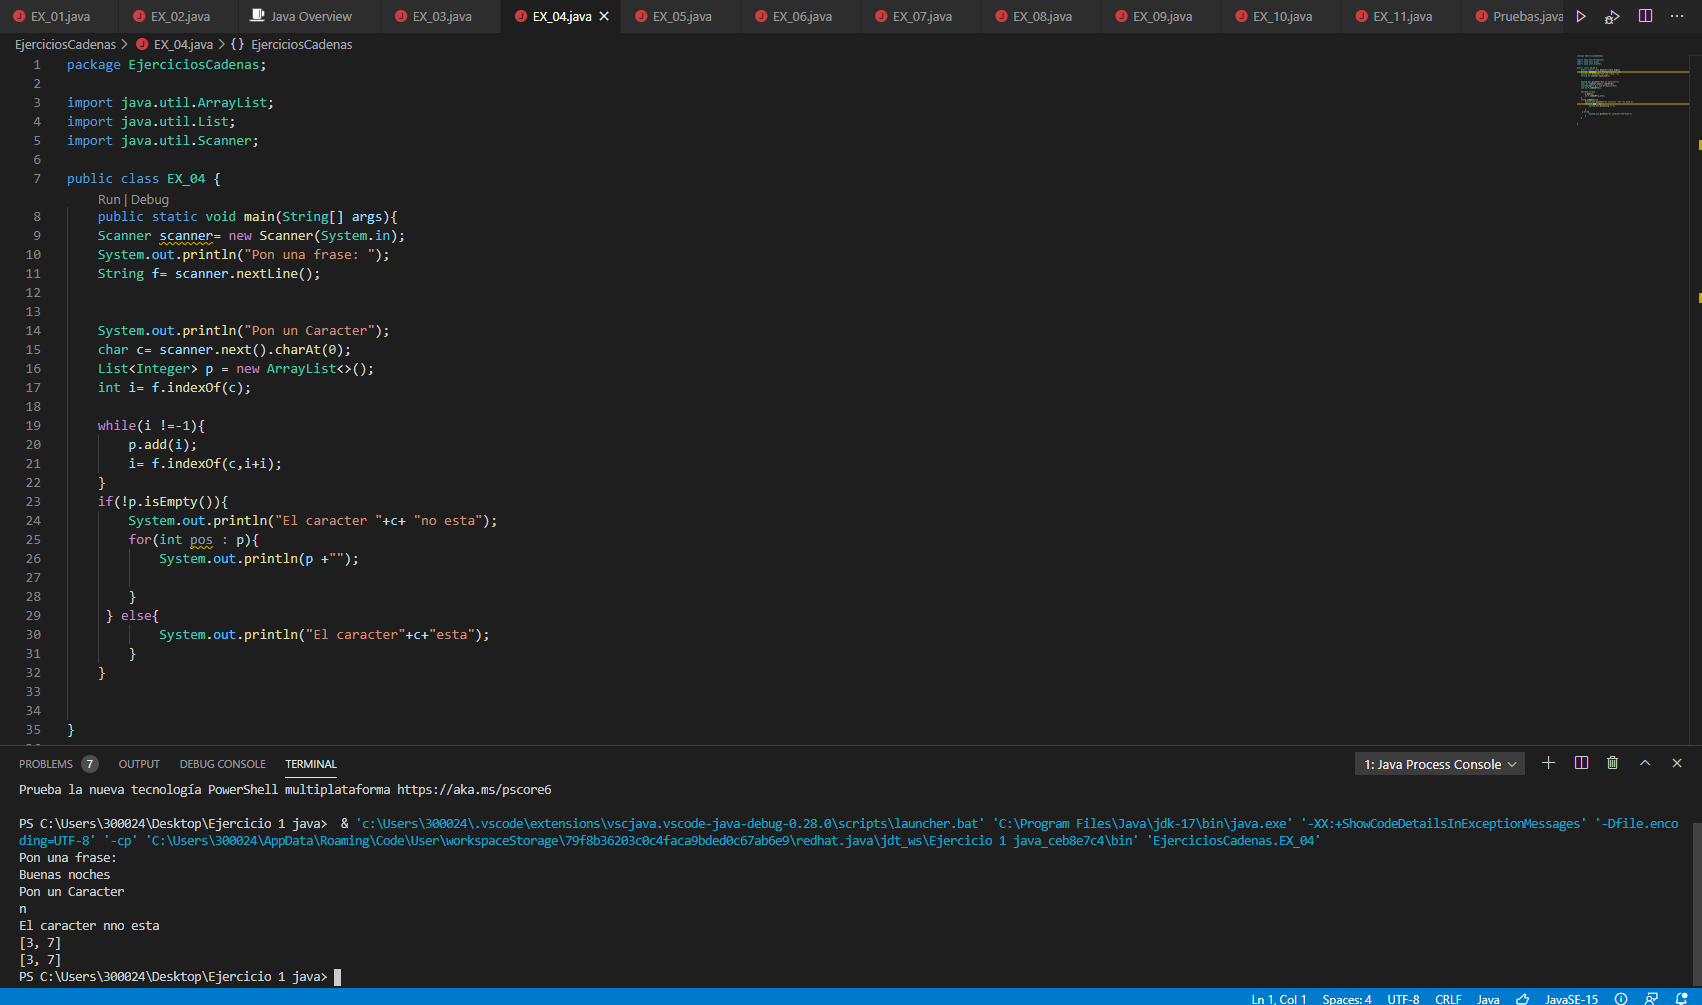 EX_01.java EX_02.java Java Overview EX_03.java EX_04.java EX_05.java EX_06.java EX_07.java EX_08.java EX_09.java EX_10.java EX_11.java Pruebas.java
EjerciciosCadenas > EX_04.java > {} EjerciciosCadenas
1 package EjerciciosCadenas;
2
3 import java.util.ArrayList;
4 import java.util.List;
5 import java.util.Scanner;
6
7 public class EX_04 {
Run | Debug
8 public static void main(String[] args){
9 Scanner scanner= new Scanner(System.in);
10 System.out.println("Pon una frase: ");
11 String f= scanner.nextLine();
12
13
14 System.out.println("Pon un Caracter");
15 char c= scanner.next().charAt(0);
16 List<Integer> p = new ArrayList<>();
17 int i= f.indexOf(c);
18
19 while(i !=-1){
20 p.add(i);
21 i= f.indexOf(c,i+i);
22 }
23 if(!p.isEmpty()){
24 System.out.println("El caracter "+c+ "no esta");
25 for(int pos : p){
26 System.out.println(p +"");
27
28 }
29 } else{
30 System.out.println("El caracter"+c+"esta");
31 }
32 }
33
34
35 }
PROBLEMS 7 OUTPUT DEBUG CONSOLE TERMINAL 1: Java Process Console
Prueba la nueva tecnología PowerShell multiplataforma https://aka.ms/pscore6
PS C:\Users\300024\Desktop\Ejercicio 1 java> & 'c:\Users\300024\.vscode\extensions\vscjava.vscode-java-debug-0.28.0\scripts\launcher.bat' 'C:\Program Files\Java\jdk-17\bin\java.exe' '-XX:+ShowCodeDetailsInExceptionMessages' '-Dfile.enco
ding=UTF-8' '-cp' 'C:\Users\300024\AppData\Roaming\Code\User\workspaceStorage\79f8b36203c0c4faca9bded0c67ab6e9\redhat.java\jdt_ws\Ejercicio 1 java_ceb8e7c4\bin' 'EjerciciosCadenas.EX_04'
Pon una frase:
Buenas noches
Pon un Caracter
n
El caracter nno esta
[3, 7]
[3, 7]
PS C:\Users\300024\Desktop\Ejercicio 1 java>
Ln 1, Col 1 Spaces: 4 UTF-8 CRLF Java JavaSE-15